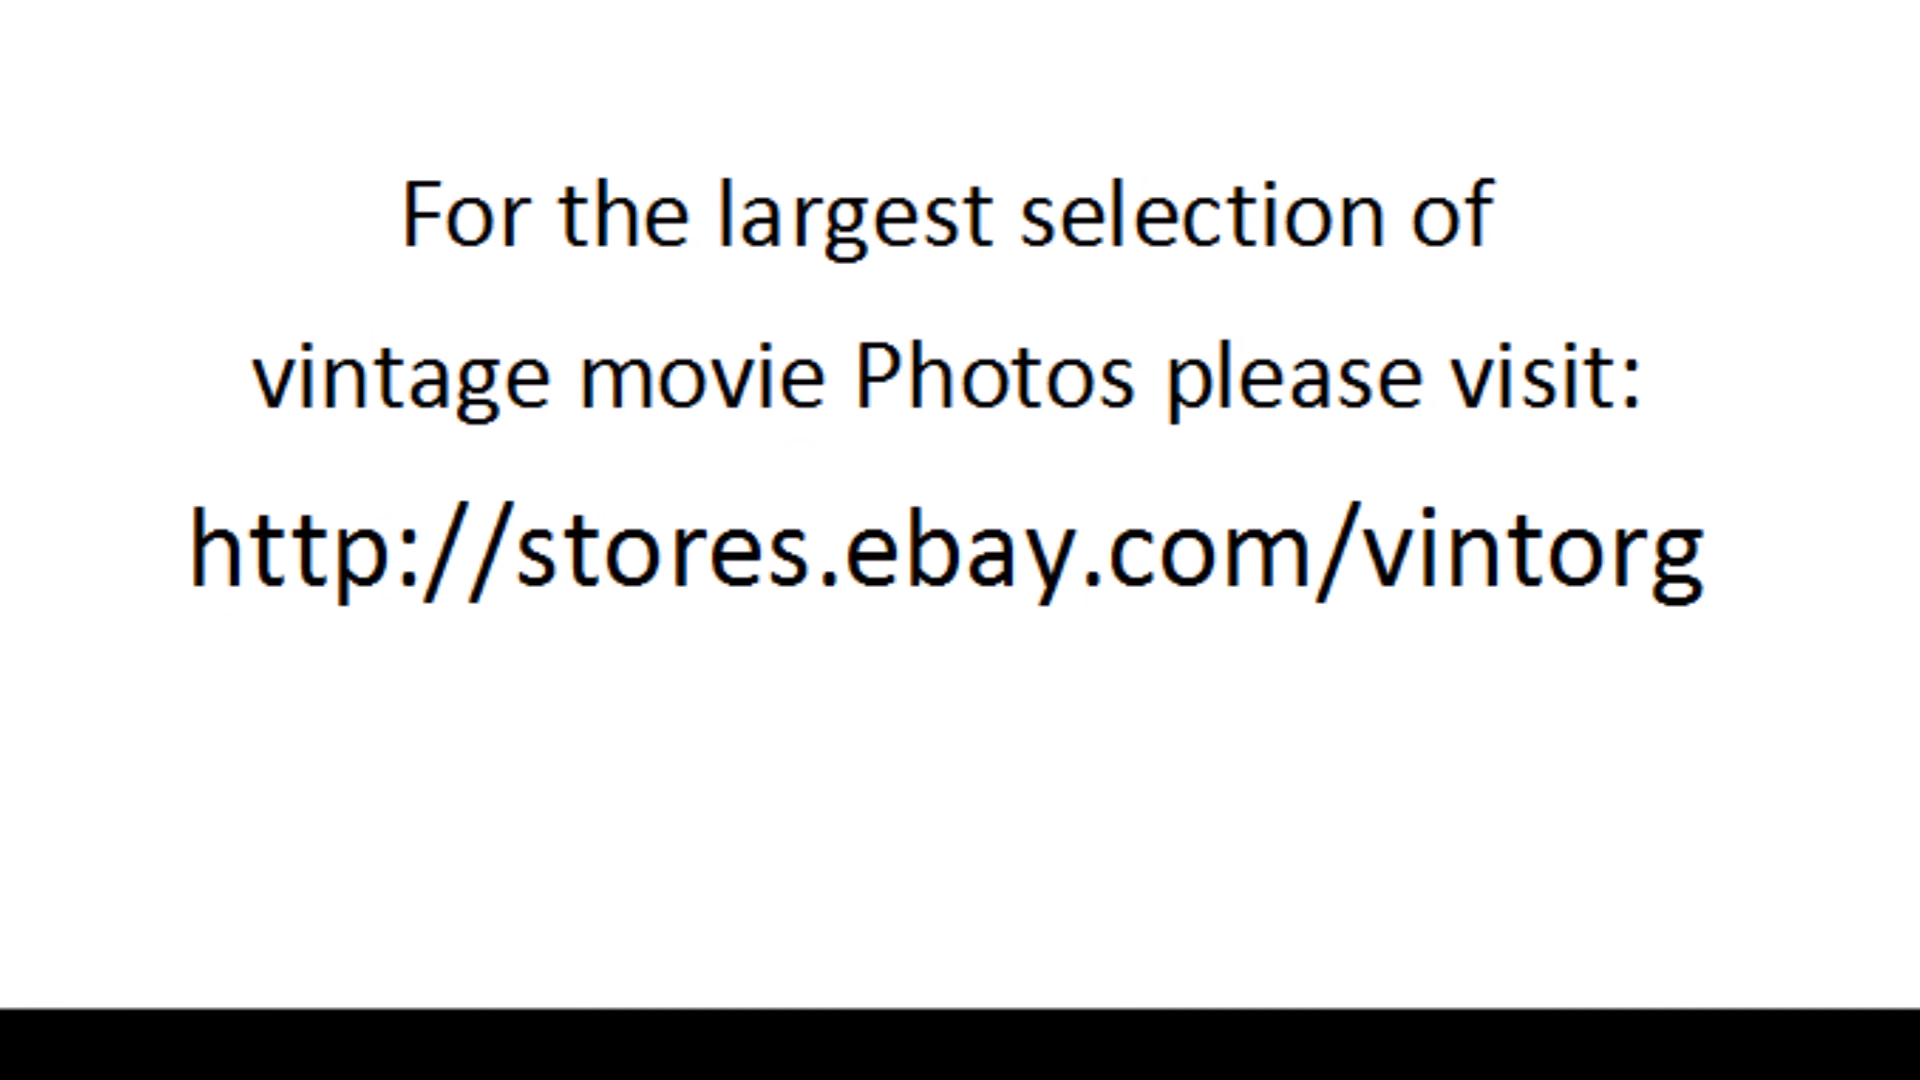 For the largest selection of
vintage movie Photos please visit:
http://stores.ebay.com/vintorg